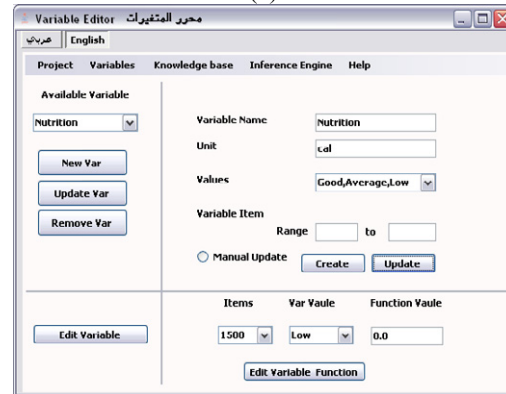 Variable Editor محرر المتغيرات
عربي English
Project Variables Knowledge base Inference Engine Help
Available Variable
Nutrition
New Var
Update Var
Remove Var
Variable Name Nutrition
Unit cal
Values Good,Average,Low
Variable Item
Range to
Manual Update Create Update
Items Var Vaule Function Vaule
Edit Variable 1500 Low 0.0
Edit Variable Function